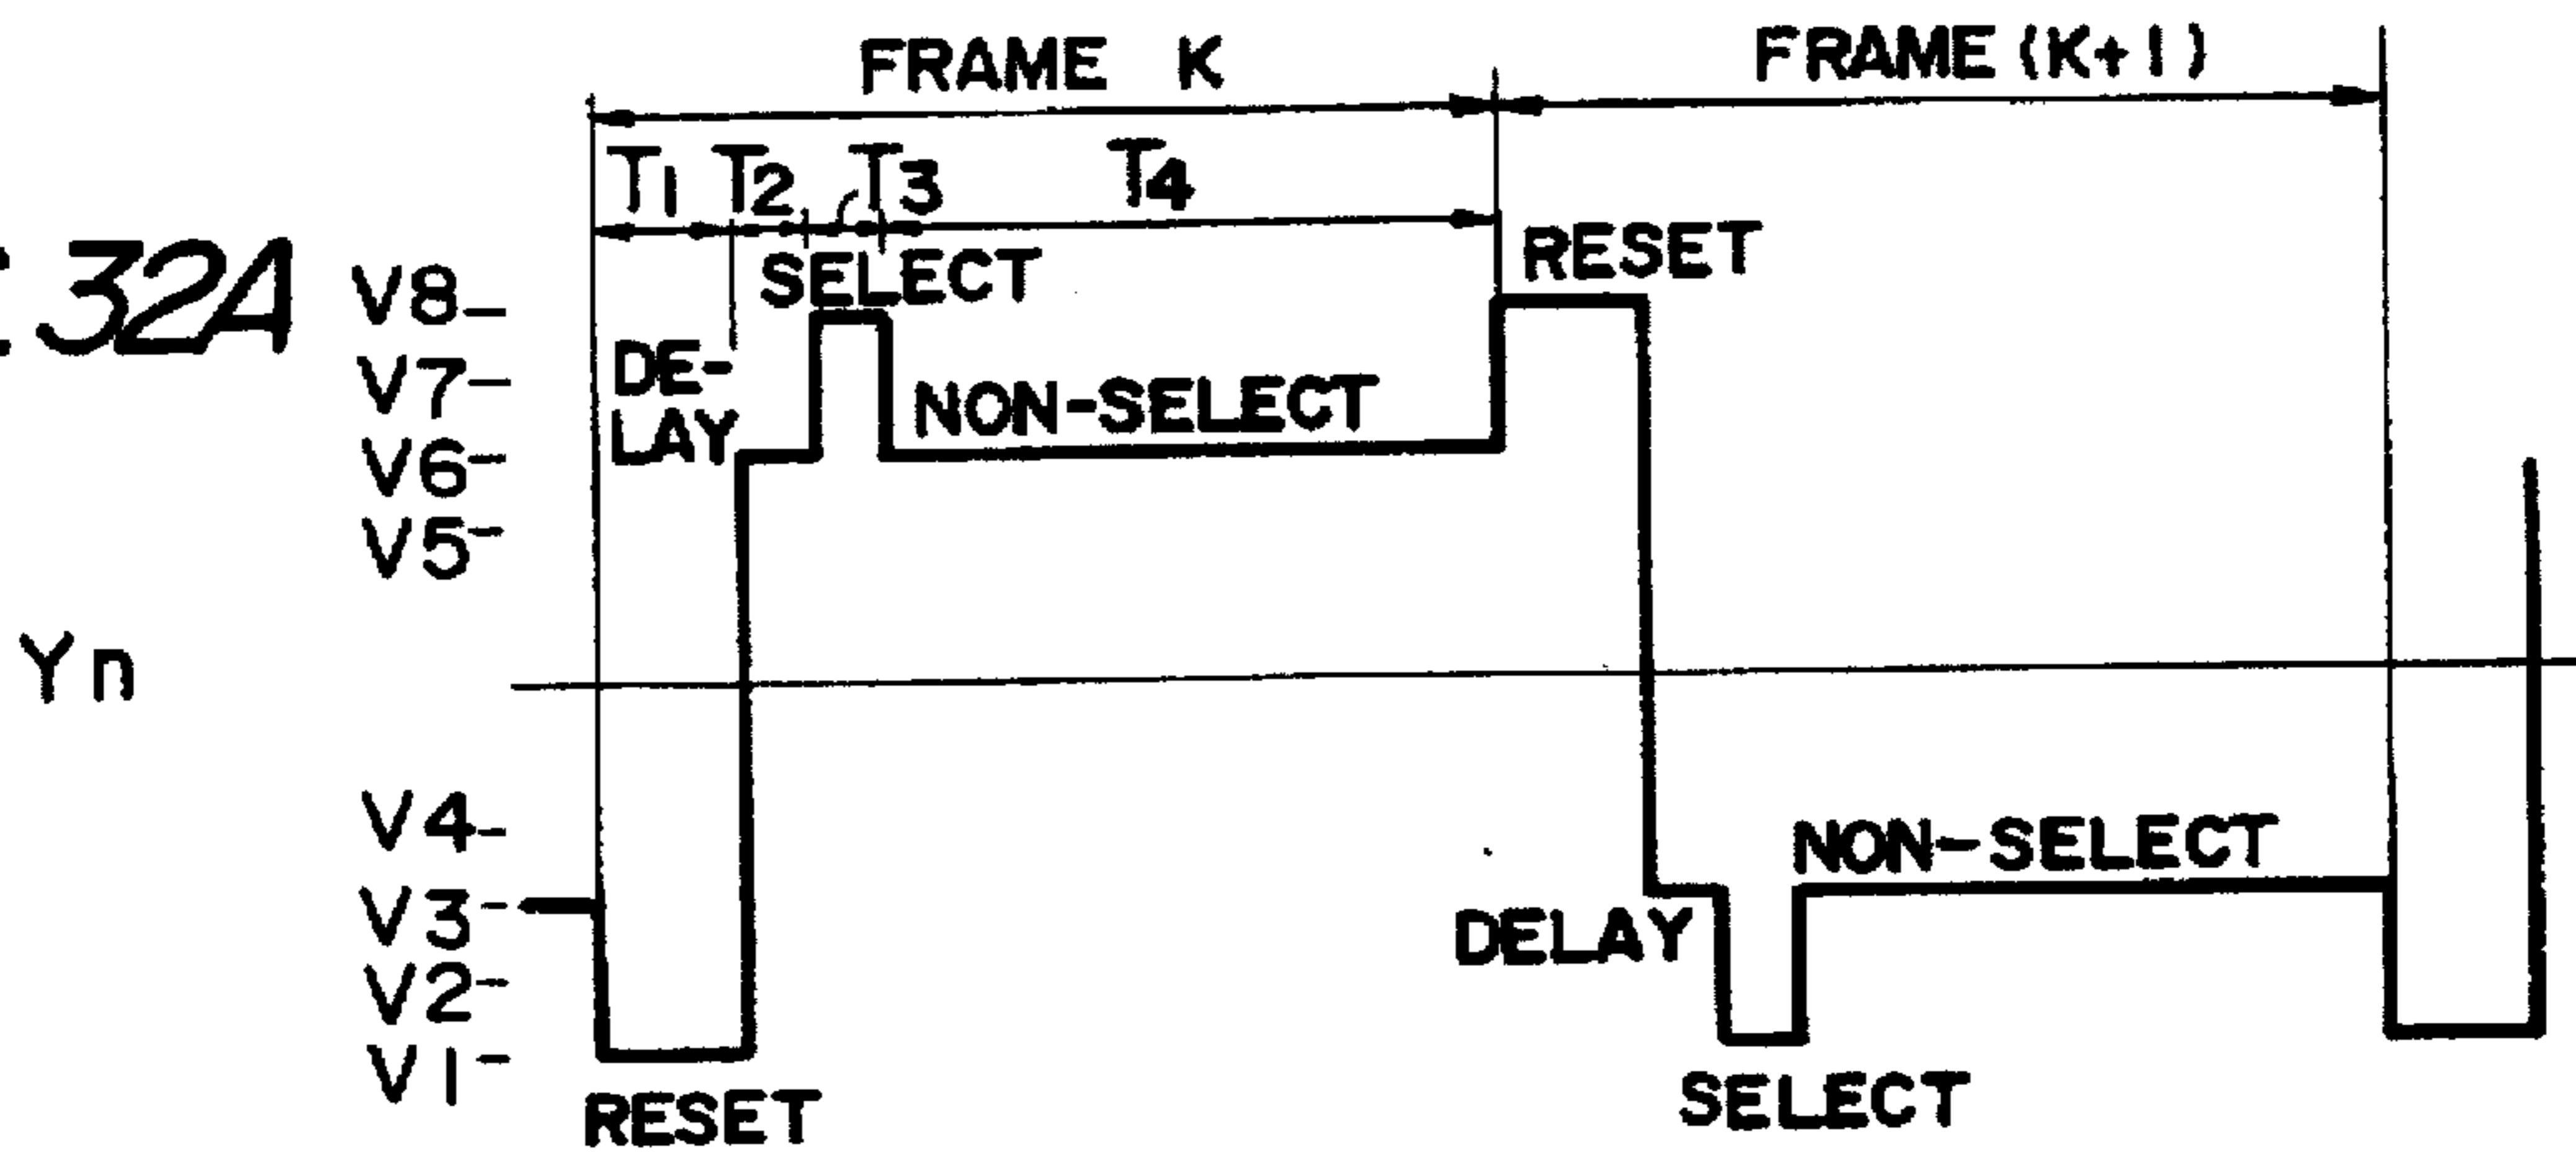 FRAME K
FRAME (K+1)
T1 T2 T3 T4
32A
SELECT
RESET
V8
DE-
LAY
V7
NON-SELECT
V6
V5
Yn
V4
NON-SELECT
V3
DELAY
V2
V1
RESET
SELECT